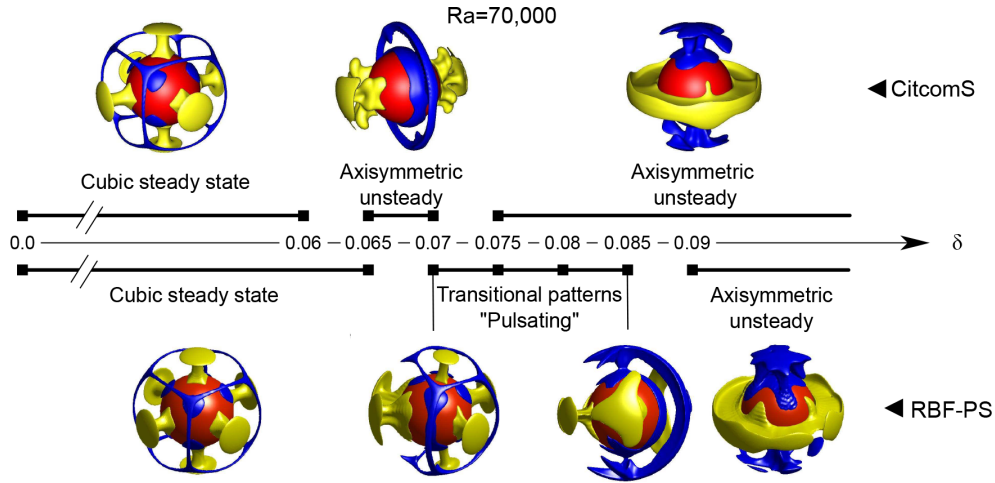 Ra=70,000
◄ CitcomS
Cubic steady state
Axisymmetric
unsteady
Axisymmetric
unsteady
0.0 0.06 – 0.065 – 0.07 – 0.075 – 0.08 – 0.085 – 0.09 δ
Cubic steady state
Transitional patterns
"Pulsating"
Axisymmetric
unsteady
◄ RBF-PS